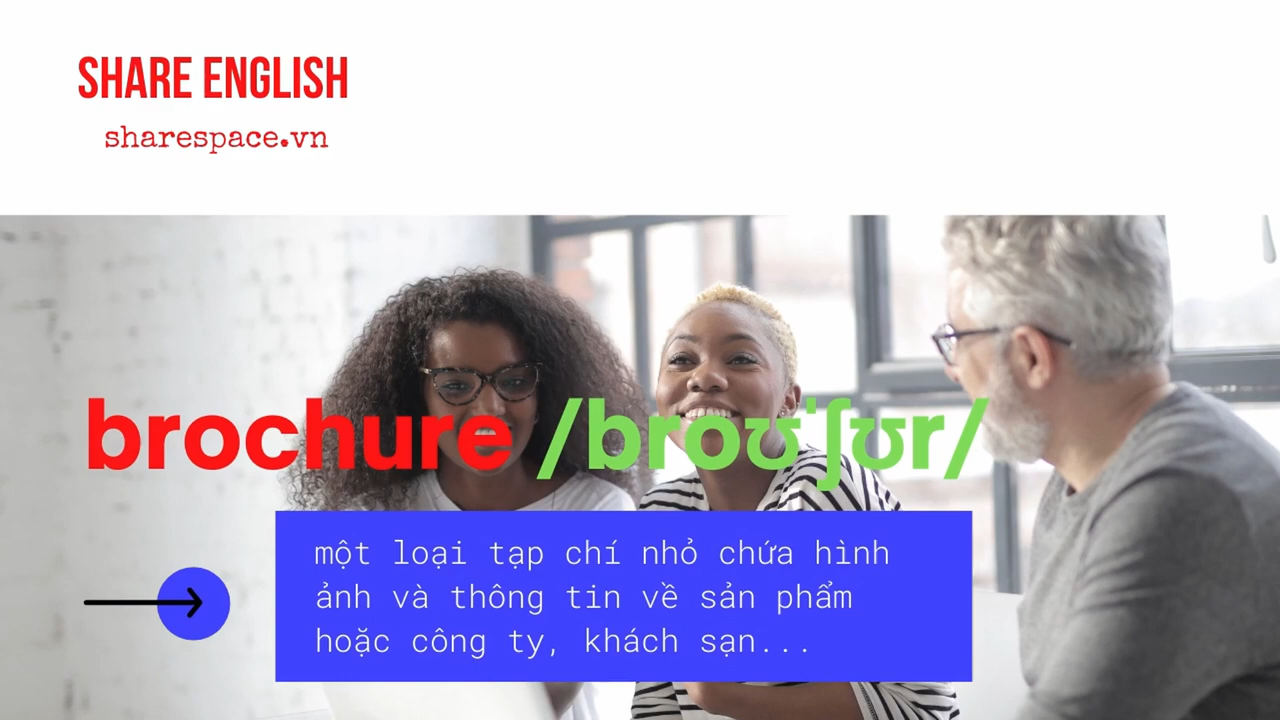 SHARE ENGLISH
sharespace.vn
brochure /broʊˈʃʊr/
một loại tạp chí nhỏ chứa hình
ảnh và thông tin về sản phẩm
hoặc công ty, khách sạn...